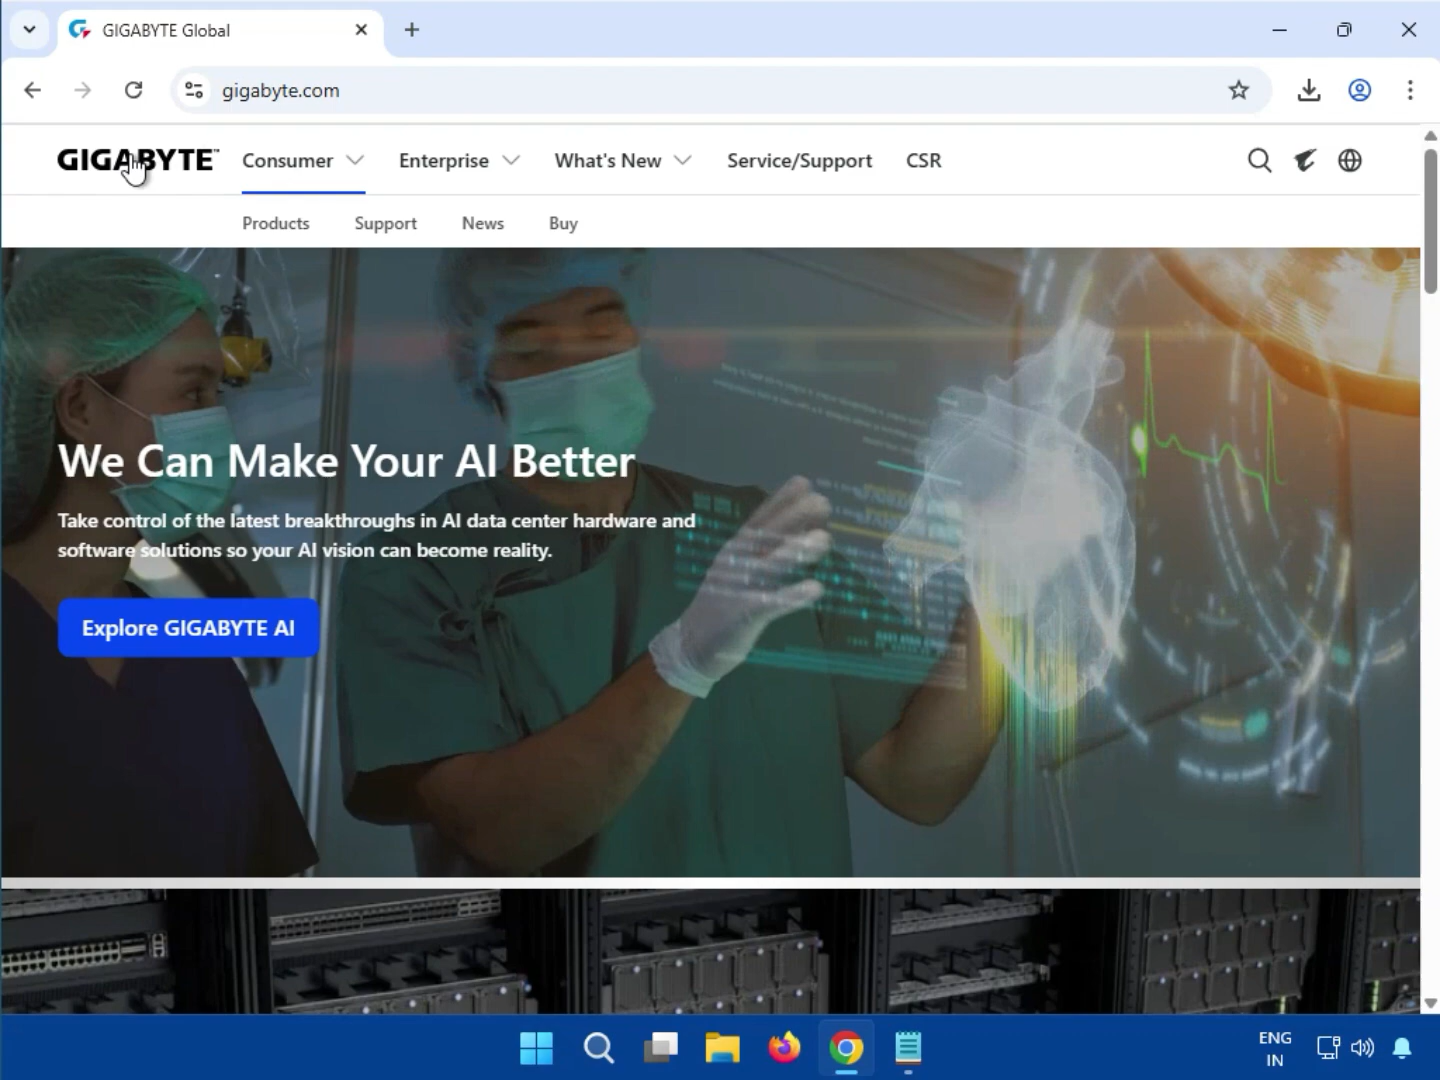 GIGABYTE Global
gigabyte.com
GIGABYTE™ Consumer Enterprise What's New Service/Support CSR
Products Support News Buy
We Can Make Your AI Better
Take control of the latest breakthroughs in AI data center hardware and
software solutions so your AI vision can become reality.
Explore GIGABYTE AI
ENG
IN